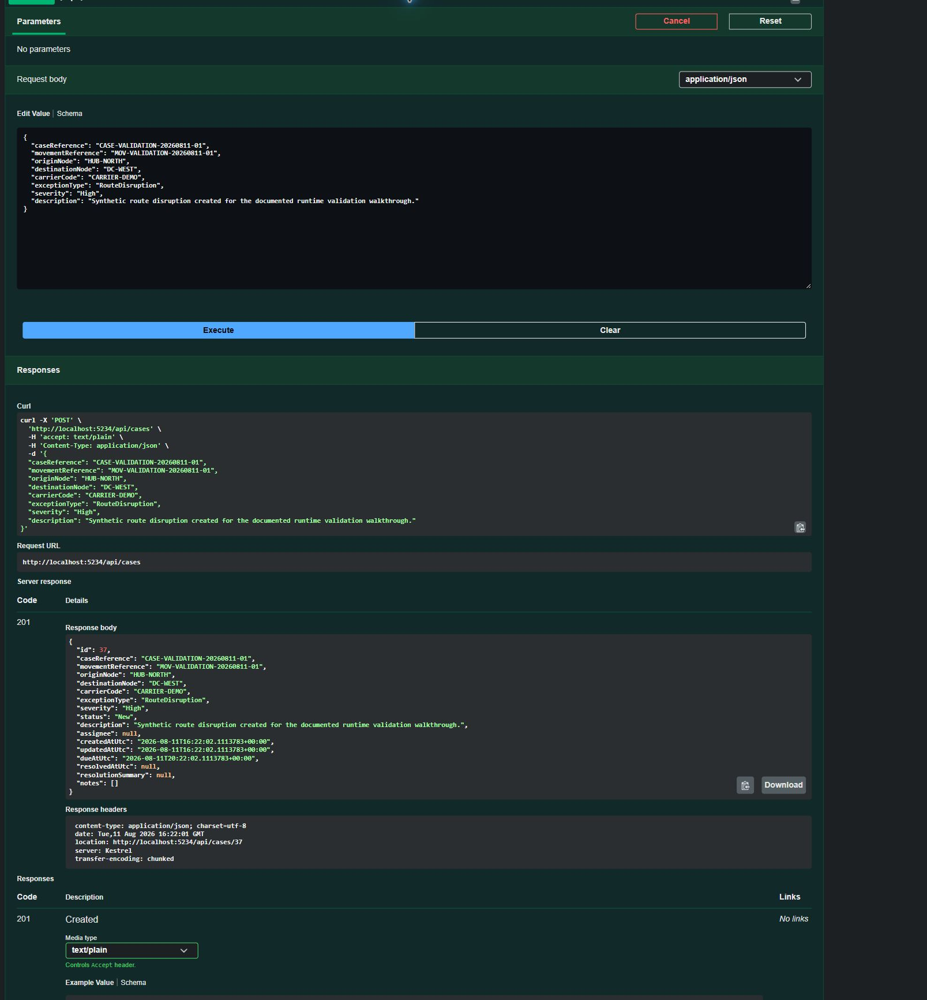 Parameters
Cancel
Reset
No parameters
Request body
application/json
Edit Value | Schema
{
  "caseReference": "CASE-VALIDATION-20260811-01",
  "movementReference": "MOV-VALIDATION-20260811-01",
  "originNode": "HUB-NORTH",
  "destinationNode": "DC-WEST",
  "carrierCode": "CARRIER-DEMO",
  "exceptionType": "RouteDisruption",
  "severity": "High",
  "description": "Synthetic route disruption created for the documented runtime validation walkthrough."
}
Execute
Clear
Responses
Curl
curl -X 'POST' \
  'http://localhost:5234/api/cases' \
  -H 'accept: text/plain' \
  -H 'Content-Type: application/json' \
  -d '{
  "caseReference": "CASE-VALIDATION-20260811-01",
  "movementReference": "MOV-VALIDATION-20260811-01",
  "originNode": "HUB-NORTH",
  "destinationNode": "DC-WEST",
  "carrierCode": "CARRIER-DEMO",
  "exceptionType": "RouteDisruption",
  "severity": "High",
  "description": "Synthetic route disruption created for the documented runtime validation walkthrough."
}'
Request URL
http://localhost:5234/api/cases
Server response
Code Details
201
Response body
{
  "id": 37,
  "caseReference": "CASE-VALIDATION-20260811-01",
  "movementReference": "MOV-VALIDATION-20260811-01",
  "originNode": "HUB-NORTH",
  "destinationNode": "DC-WEST",
  "carrierCode": "CARRIER-DEMO",
  "exceptionType": "RouteDisruption",
  "severity": "High",
  "status": "New",
  "description": "Synthetic route disruption created for the documented runtime validation walkthrough.",
  "assignee": null,
  "createdAtUtc": "2026-08-11T16:22:02.1113783+00:00",
  "updatedAtUtc": "2026-08-11T16:22:02.1113783+00:00",
  "dueAtUtc": "2026-08-11T20:22:02.1113783+00:00",
  "resolvedAtUtc": null,
  "resolutionSummary": null,
  "notes": []
}
Download
Response headers
content-type: application/json; charset=utf-8
date: Tue,11 Aug 2026 16:22:01 GMT
location: http://localhost:5234/api/cases/37
server: Kestrel
transfer-encoding: chunked
Responses
Code Description Links
201 Created No links
Media type
text/plain
Controls Accept header.
Example Value | Schema